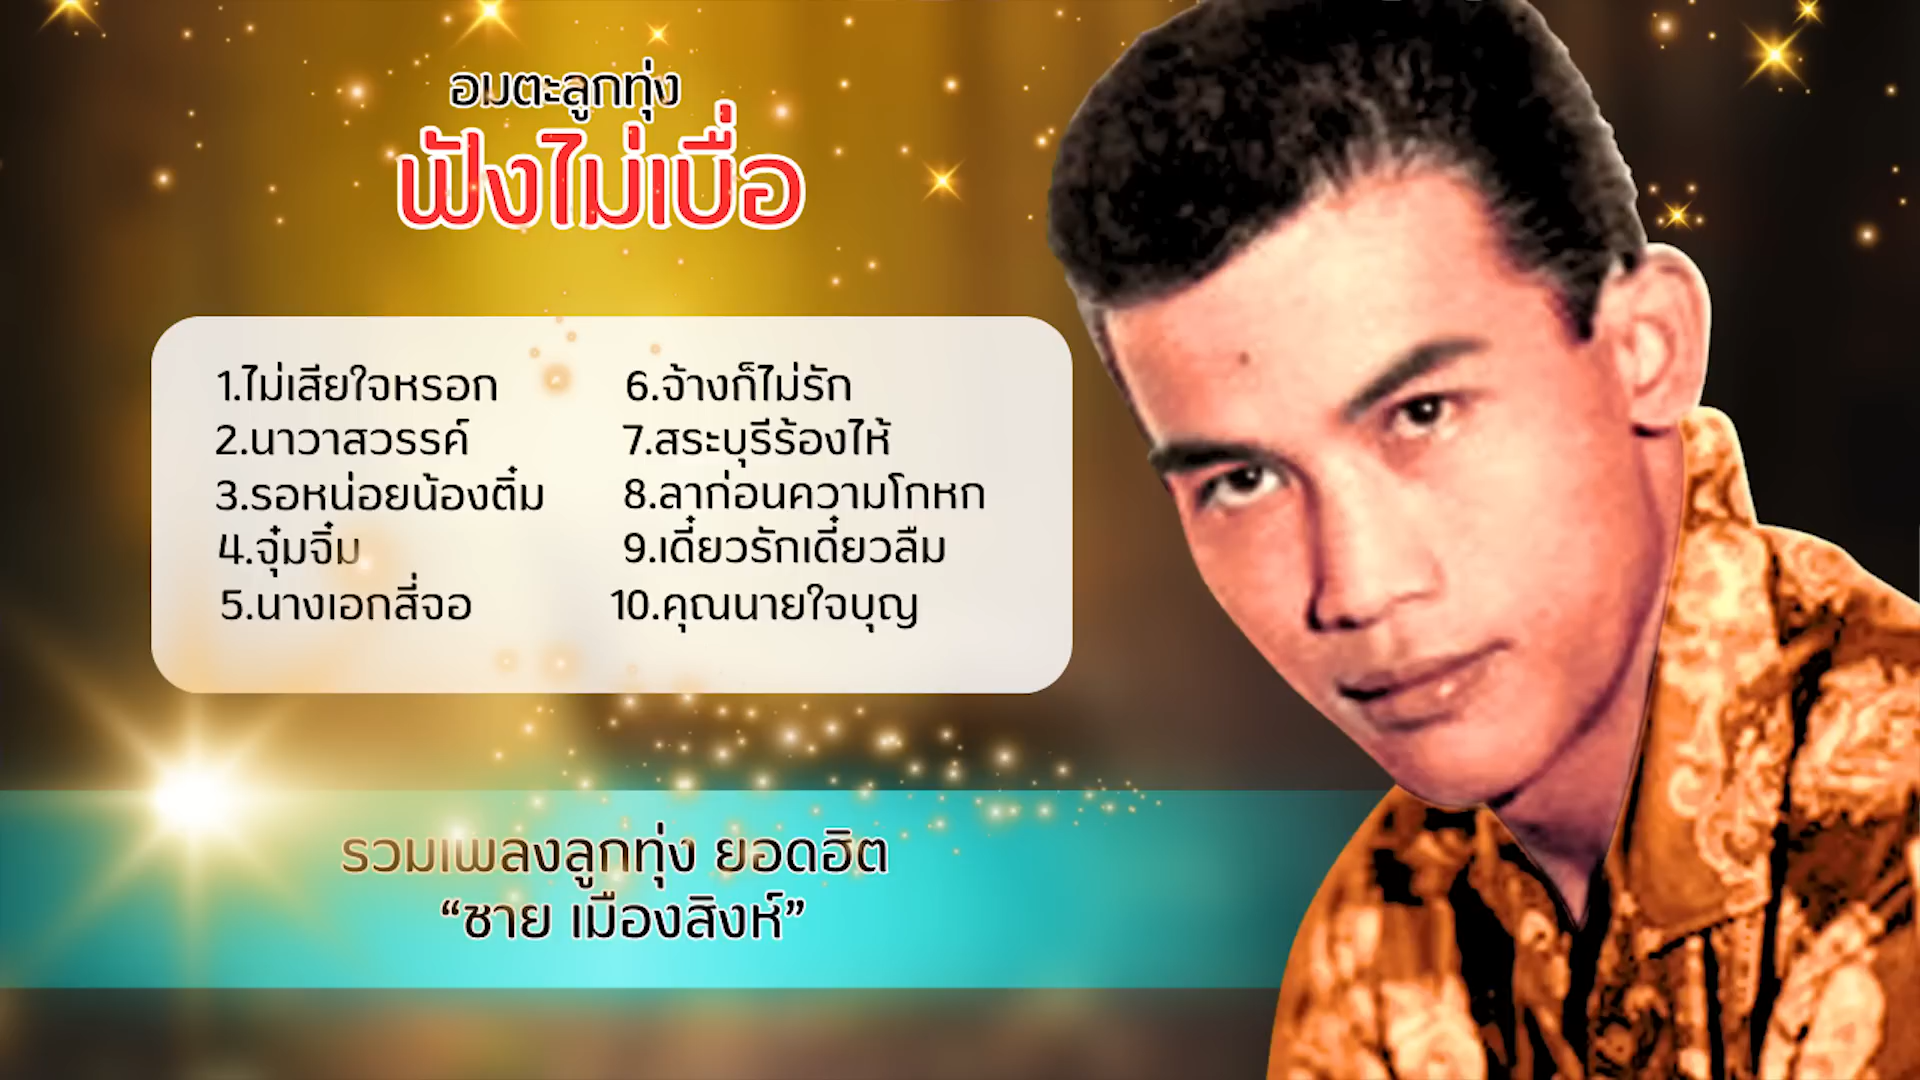 อมตะลูกทุ่ง
ฟังไม่เบื่อ
1.ไม่เสียใจหรอก
2.นาวาสวรรค์
3.รอหน่อยน้องติ๋ม
4.จุ๋มจิ๋ม
5.นางเอกสี่จอ
6.จ้างก็ไม่รัก
7.สระบุรีร้องไห้
8.ลาก่อนความโกหก
9.เดี๋ยวรักเดี๋ยวลืม
10.คุณนายใจบุญ
รวมเพลงลูกทุ่ง ยอดฮิต
“ชาย เมืองสิงห์”